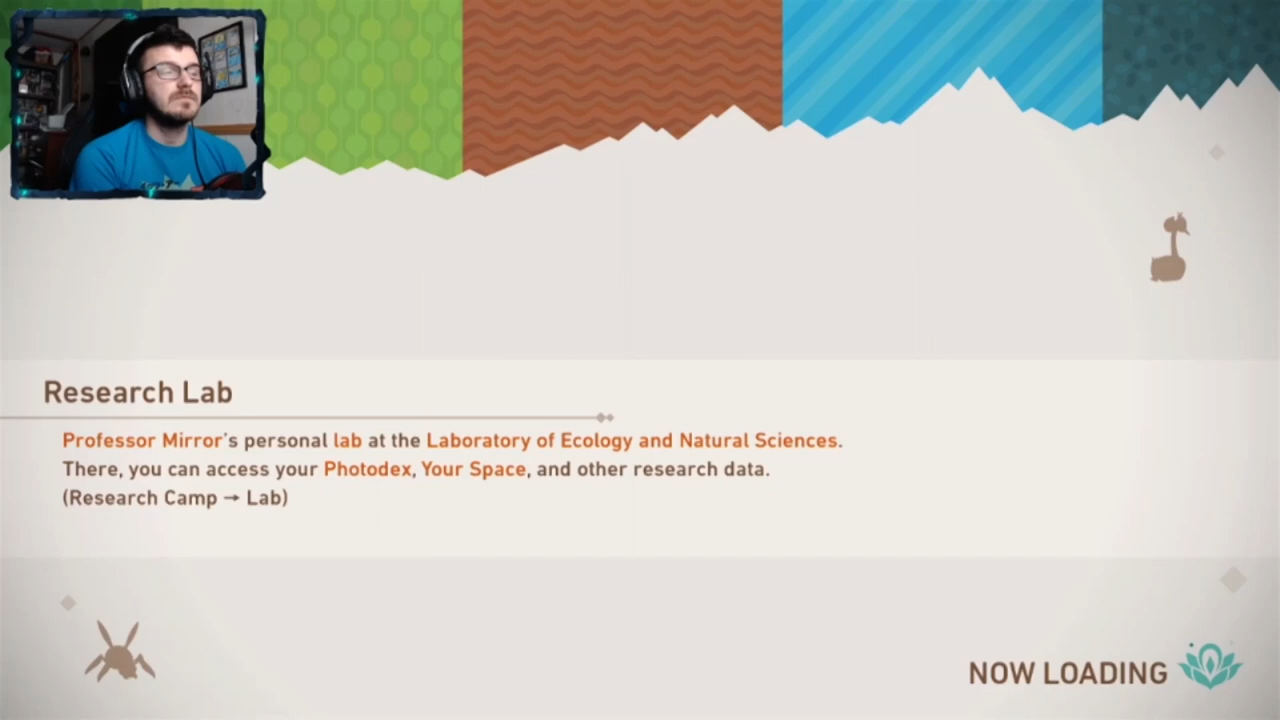 Research Lab
Professor Mirror's personal lab at the Laboratory of Ecology and Natural Sciences.
There, you can access your Photodex, Your Space, and other research data.
(Research Camp → Lab)
NOW LOADING